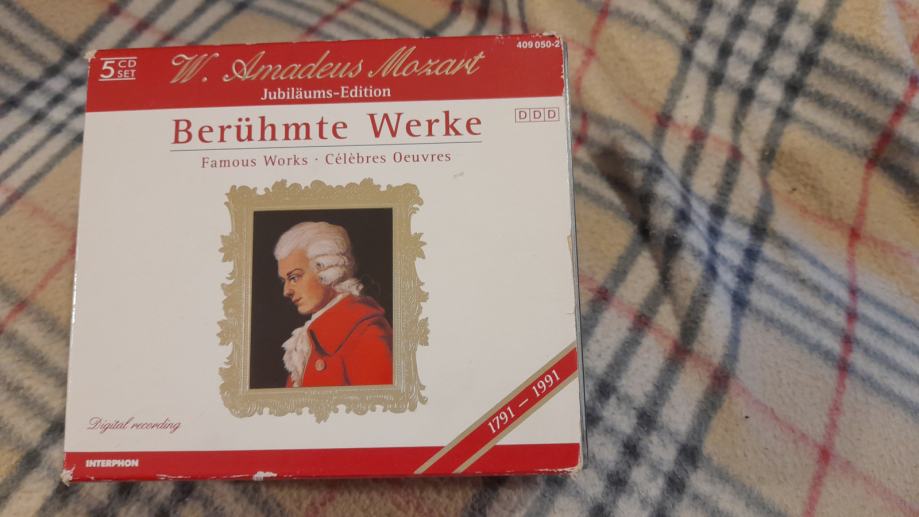 5 CD SET
W. Amadeus Mozart
409 050-2
Jubiläums-Edition
DDD
Berühmte Werke
Famous Works · Célèbres Oeuvres
1791 – 1991
Digital recording
INTERPHON